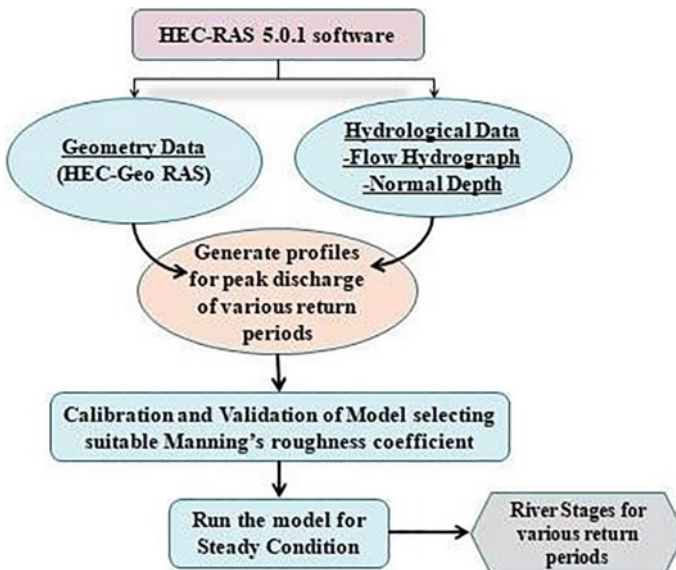 HEC-RAS 5.0.1 software
Geometry Data
(HEC-Geo RAS)
Hydrological Data
-Flow Hydrograph
-Normal Depth
Generate profiles
for peak discharge
of various return
periods
Calibration and Validation of Model selecting
suitable Manning's roughness coefficient
Run the model for
Steady Condition
River Stages for
various return
periods